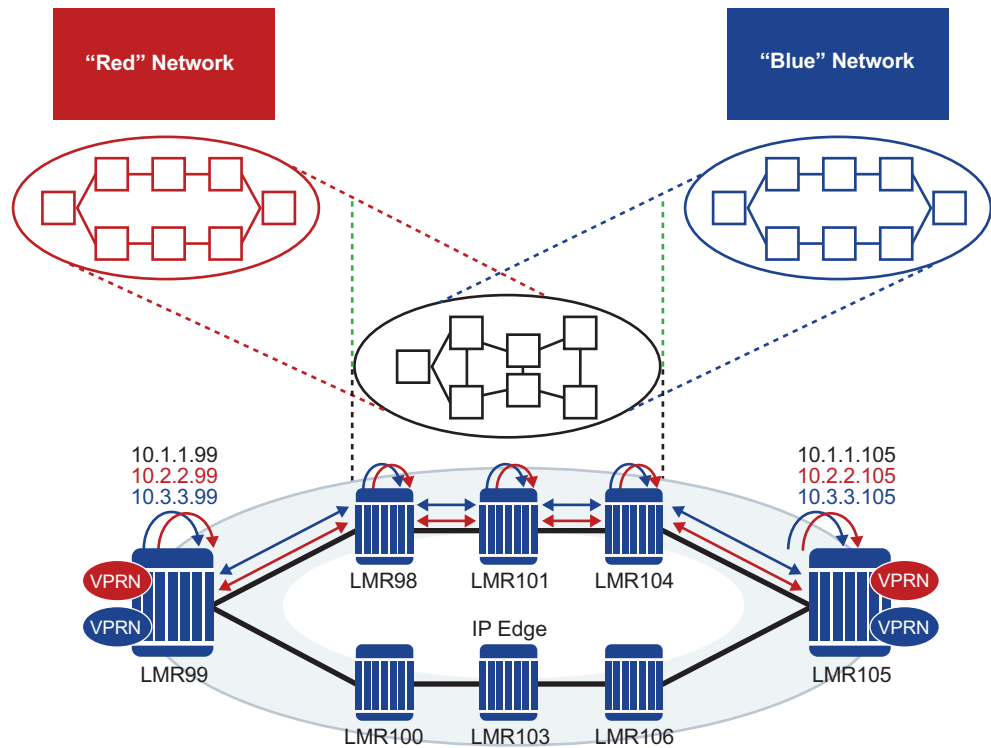 “Red” Network
“Blue” Network
10.1.1.99
10.2.2.99
10.3.3.99
10.1.1.105
10.2.2.105
10.3.3.105
VPRN
VPRN
LMR99
LMR98
LMR101
LMR104
VPRN
VPRN
LMR105
IP Edge
LMR100
LMR103
LMR106